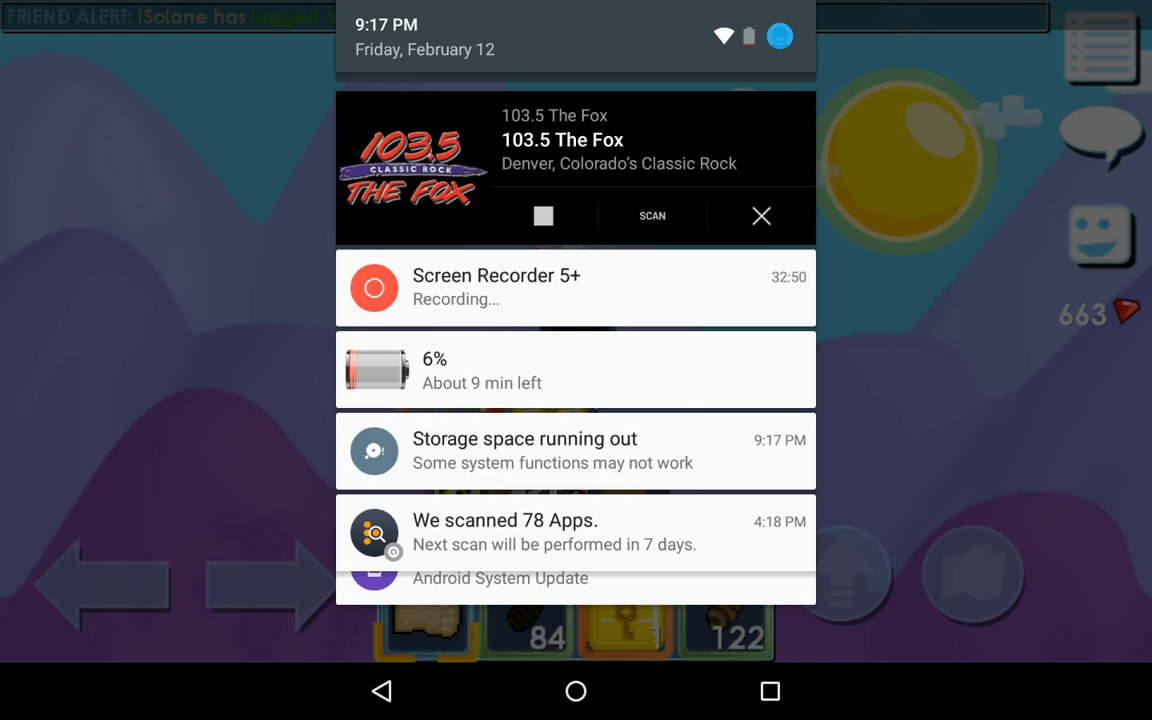 FRIEND ALERT: iSolane has logged
9:17 PM
Friday, February 12
103.5
CLASSIC ROCK
THE FOX
103.5 The Fox
103.5 The Fox
Denver, Colorado's Classic Rock
SCAN
Screen Recorder 5+
32:50
Recording...
6%
About 9 min left
Storage space running out
9:17 PM
Some system functions may not work
We scanned 78 Apps.
4:18 PM
Next scan will be performed in 7 days.
Android System Update
663
84
1
122